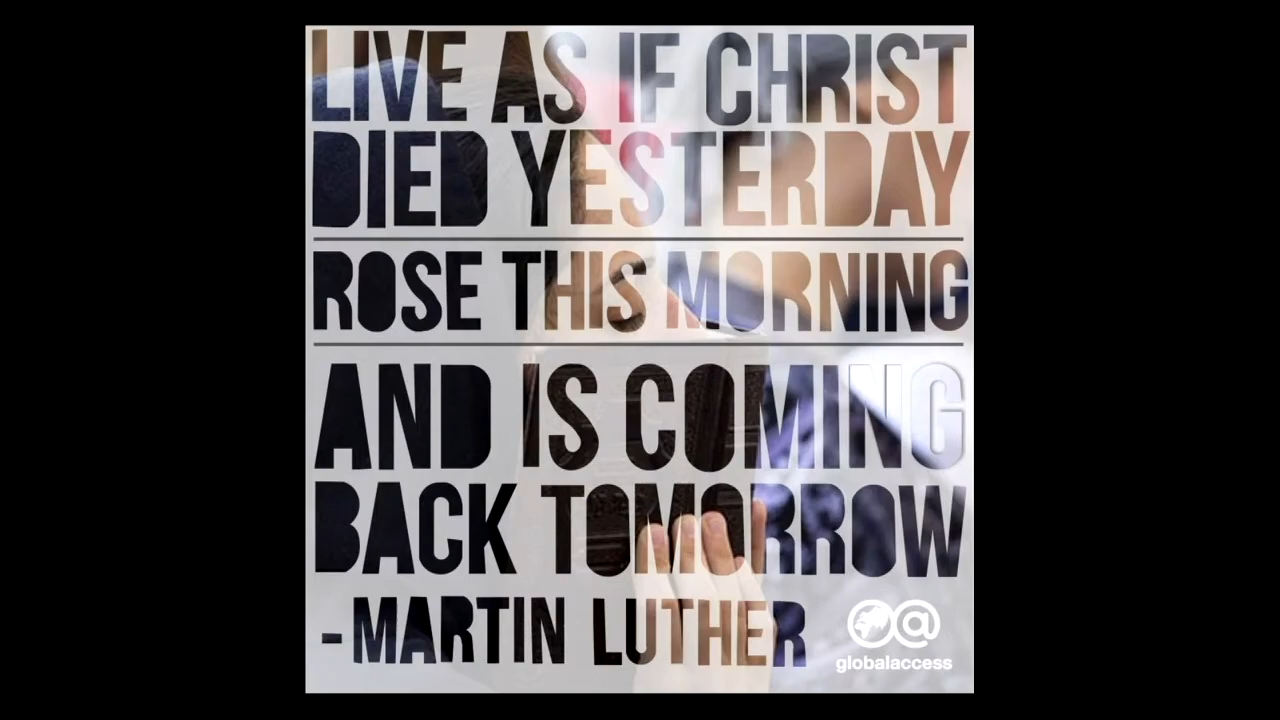 LIVE AS IF CHRIST
DIED YESTERDAY
ROSE THIS MORNING
AND IS COMING
BACK TOMORROW
-MARTIN LUTHER
@
globalaccess